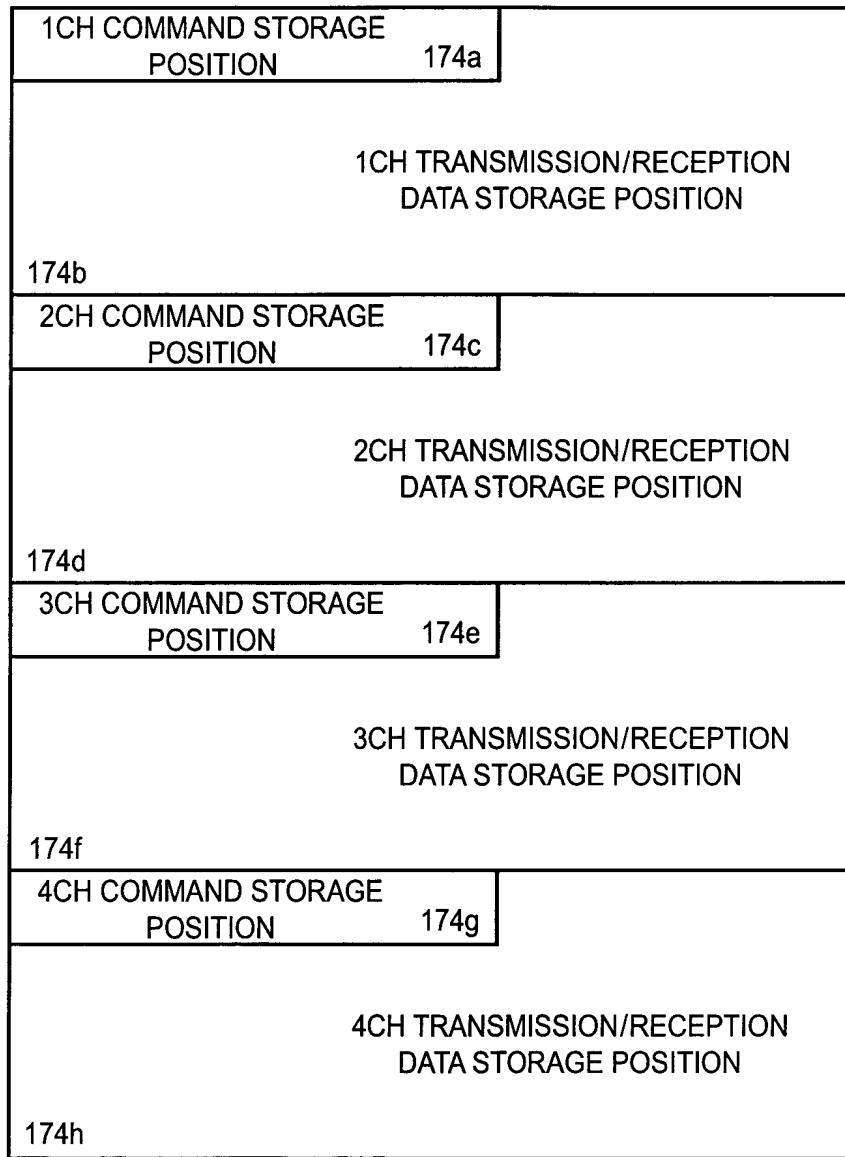 1CH COMMAND STORAGE
POSITION 174a
1CH TRANSMISSION/RECEPTION
DATA STORAGE POSITION
174b
2CH COMMAND STORAGE
POSITION 174c
2CH TRANSMISSION/RECEPTION
DATA STORAGE POSITION
174d
3CH COMMAND STORAGE
POSITION 174e
3CH TRANSMISSION/RECEPTION
DATA STORAGE POSITION
174f
4CH COMMAND STORAGE
POSITION 174g
4CH TRANSMISSION/RECEPTION
DATA STORAGE POSITION
174h